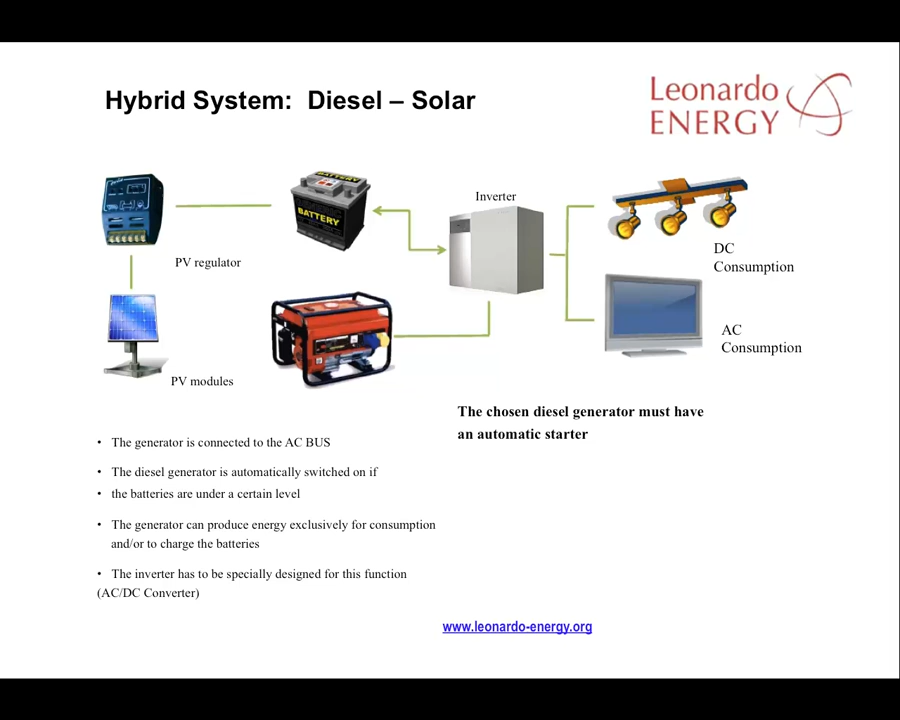 Hybrid System: Diesel – Solar
Leonardo
ENERGY
BATTERY
BATTERY
Inverter
DC
Consumption
PV regulator
AC
Consumption
PV modules
The chosen diesel generator must have
an automatic starter
• The generator is connected to the AC BUS
• The diesel generator is automatically switched on if
• the batteries are under a certain level
• The generator can produce energy exclusively for consumption
and/or to charge the batteries
• The inverter has to be specially designed for this function
(AC/DC Converter)
www.leonardo-energy.org